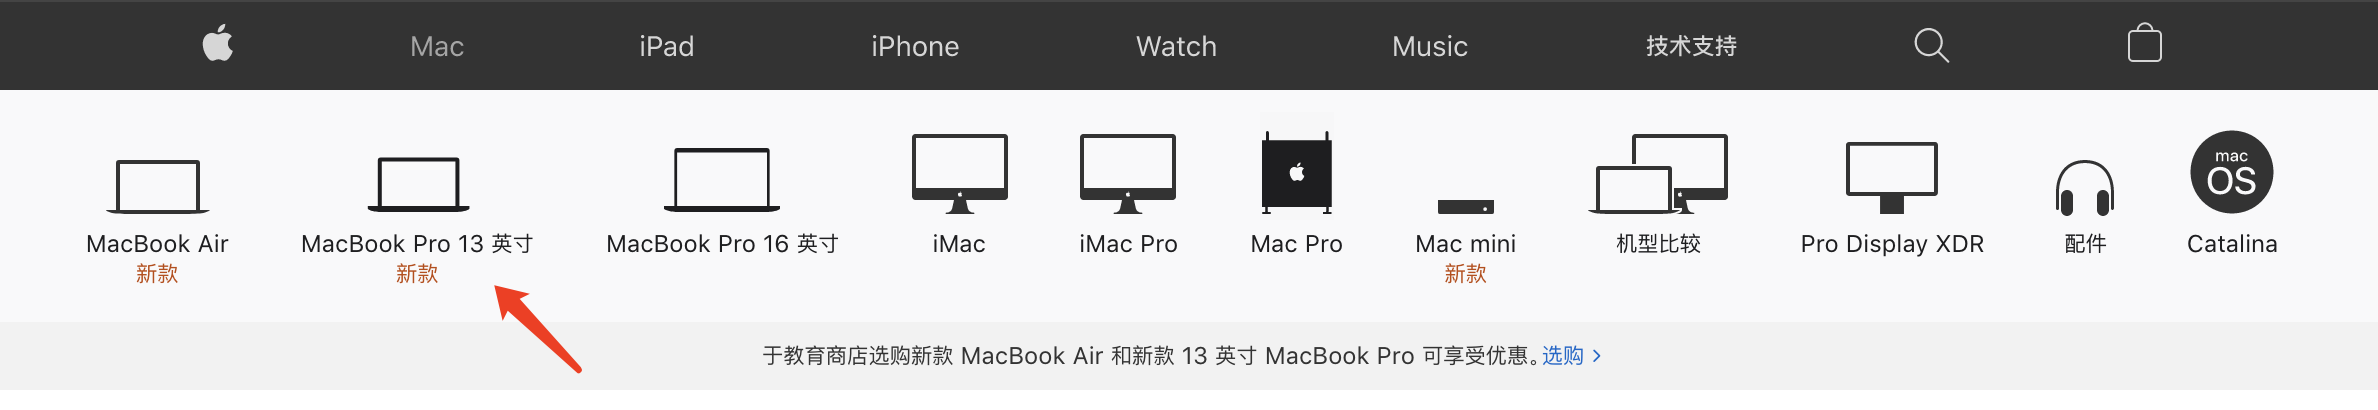 Mac iPad iPhone Watch Music 技术支持
mac OS
MacBook Air 新款
MacBook Pro 13 英寸 新款
MacBook Pro 16 英寸
iMac
iMac Pro
Mac Pro
Mac mini 新款
机型比较
Pro Display XDR
配件
Catalina
于教育商店选购新款 MacBook Air 和新款 13 英寸 MacBook Pro 可享受优惠。选购 >